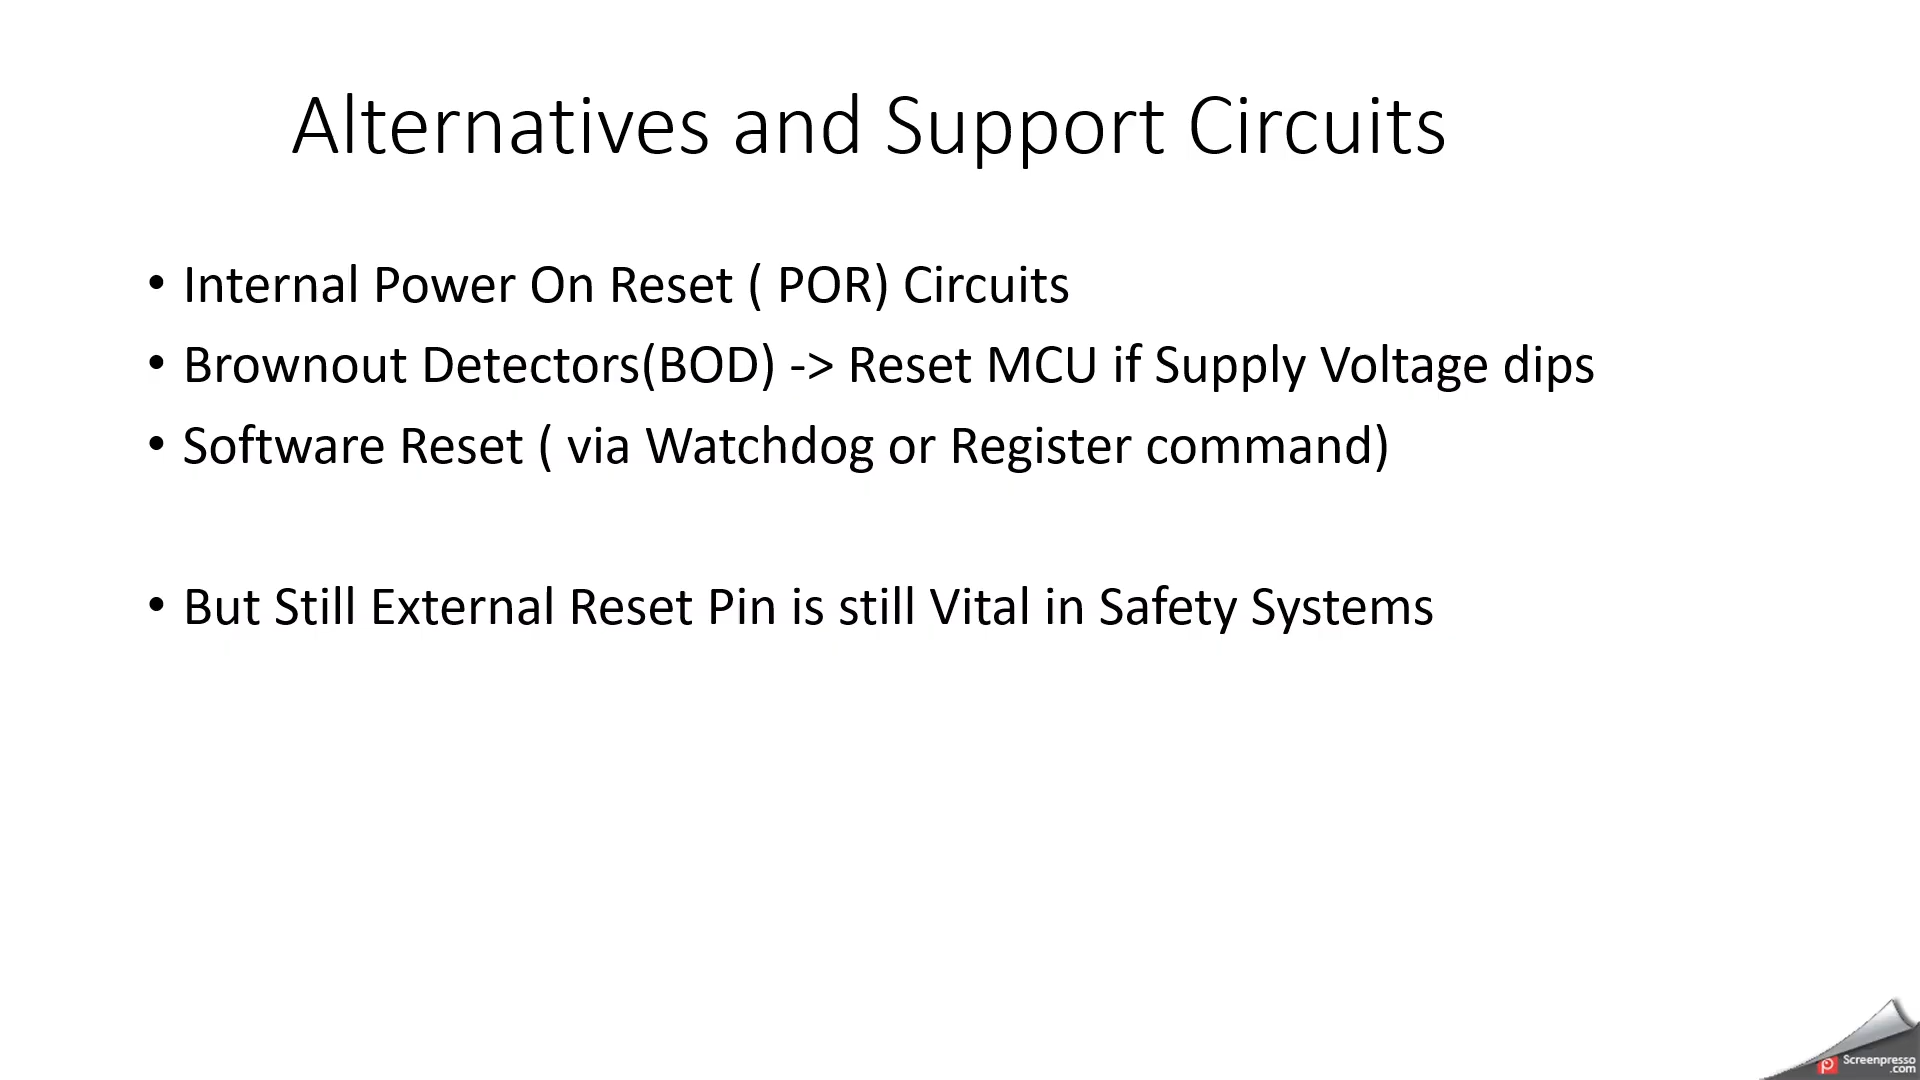 Alternatives and Support Circuits
• Internal Power On Reset ( POR) Circuits
• Brownout Detectors(BOD) -> Reset MCU if Supply Voltage dips
• Software Reset ( via Watchdog or Register command)
• But Still External Reset Pin is still Vital in Safety Systems
Screenpresso
.com